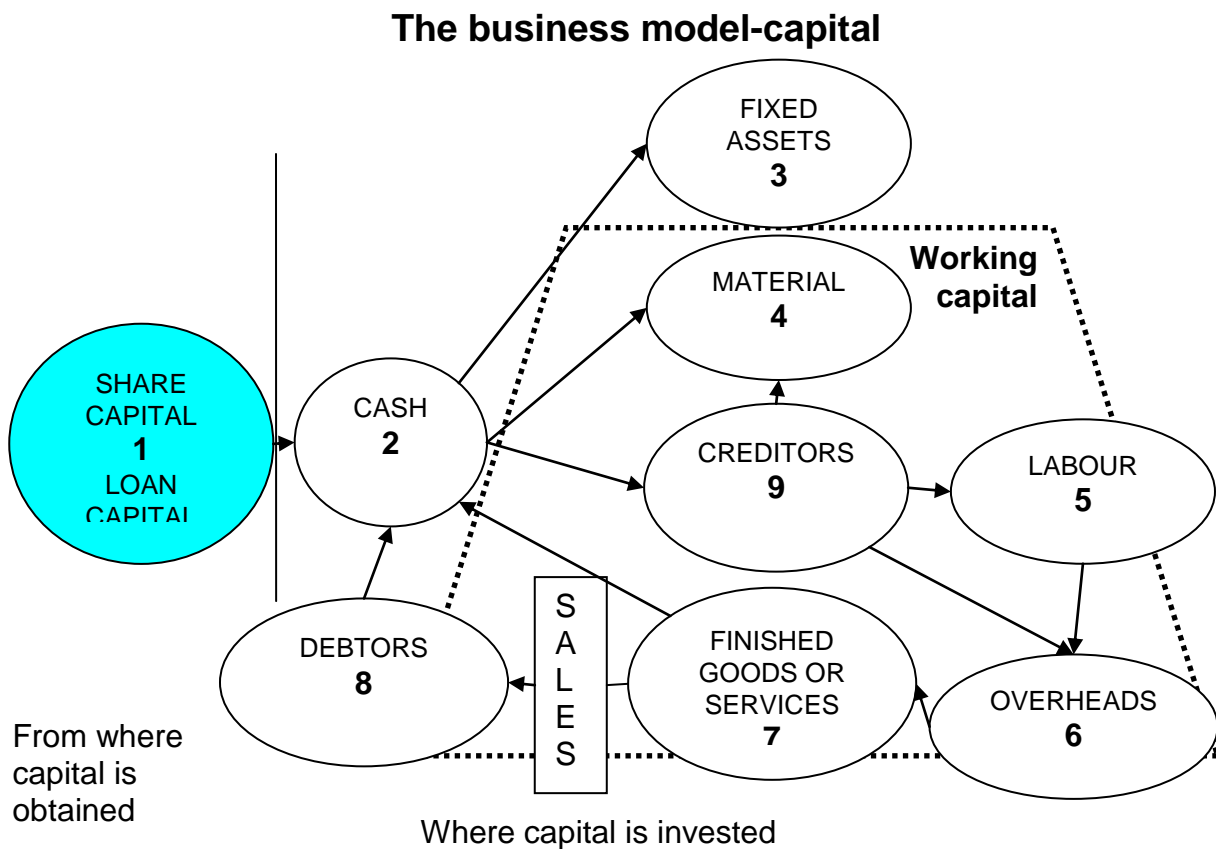 The business model-capital
FIXED
ASSETS
3
Working
capital
MATERIAL
4
SHARE
CAPITAL
1
LOAN
CAPITAL
CASH
2
CREDITORS
9
LABOUR
5
DEBTORS
8
S
A
L
E
S
FINISHED
GOODS OR
SERVICES
7
OVERHEADS
6
From where
capital is
obtained
Where capital is invested